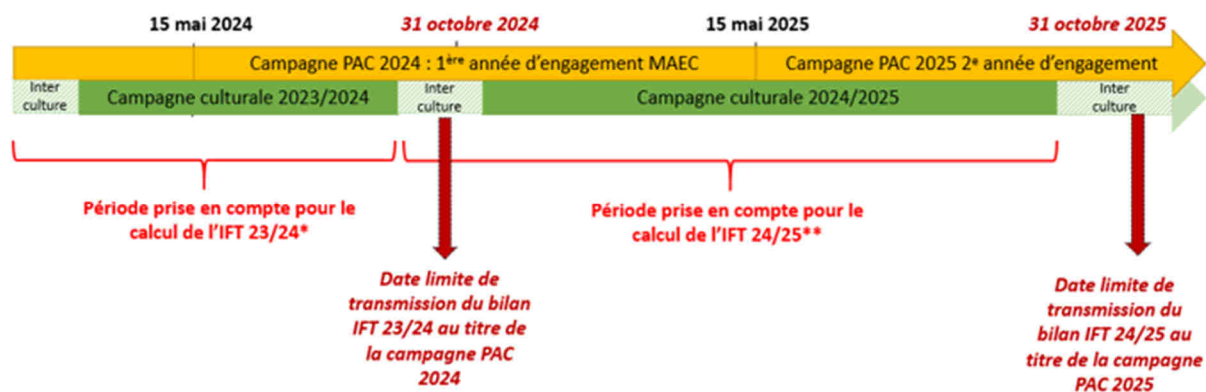 15 mai 2024
31 octobre 2024
15 mai 2025
31 octobre 2025
Campagne PAC 2024 : 1ère année d'engagement MAEC
Campagne PAC 2025 2e année d'engagement
Inter
culture
Campagne culturale 2023/2024
Inter
culture
Campagne culturale 2024/2025
Inter
culture
Période prise en compte pour le
calcul de l'IFT 23/24*
Période prise en compte pour le
calcul de l'IFT 24/25**
Date limite de
transmission du bilan
IFT 23/24 au titre de
la campagne PAC
2024
Date limite de
transmission du
bilan IFT 24/25 au
titre de la campagne
PAC 2025